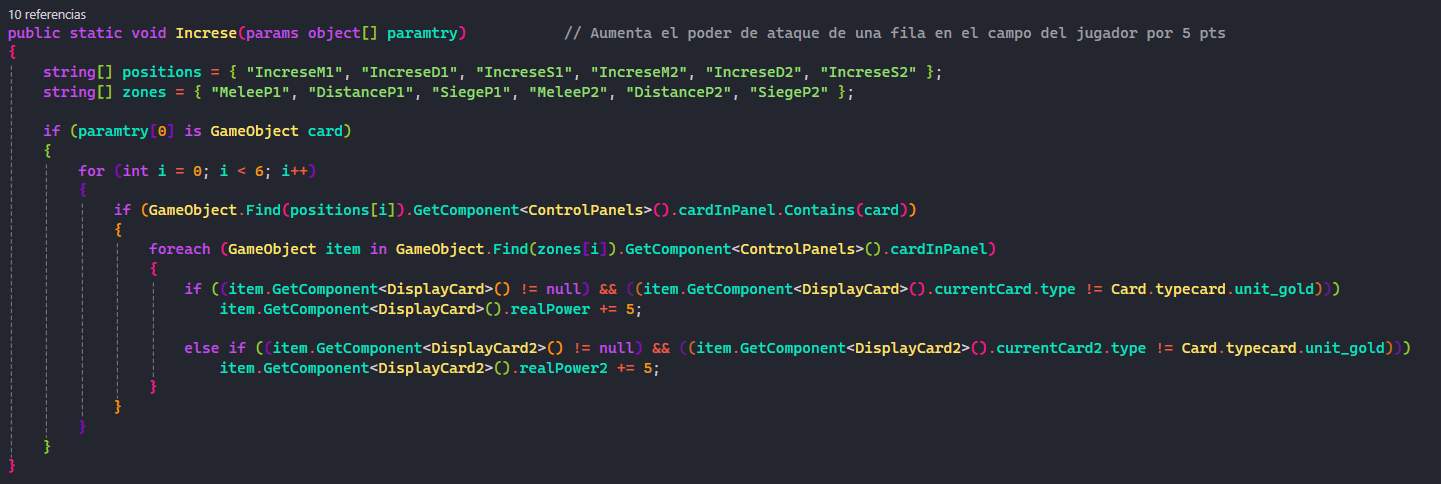 10 referencias
public static void Increse(params object[] paramtry)           // Aumenta el poder de ataque de una fila en el campo del jugador por 5 pts
{
    string[] positions = { "IncreseM1", "IncreseD1", "IncreseS1", "IncreseM2", "IncreseD2", "IncreseS2" };
    string[] zones = { "MeleeP1", "DistanceP1", "SiegeP1", "MeleeP2", "DistanceP2", "SiegeP2" };

    if (paramtry[0] is GameObject card)
    {
        for (int i = 0; i < 6; i++)
        {
            if (GameObject.Find(positions[i]).GetComponent<ControlPanels>().cardInPanel.Contains(card))
            {
                foreach (GameObject item in GameObject.Find(zones[i]).GetComponent<ControlPanels>().cardInPanel)
                {
                    if ((item.GetComponent<DisplayCard>() != null) && ((item.GetComponent<DisplayCard>().currentCard.type != Card.typecard.unit_gold)))
                        item.GetComponent<DisplayCard>().realPower += 5;

                    else if ((item.GetComponent<DisplayCard2>() != null) && ((item.GetComponent<DisplayCard2>().currentCard2.type != Card.typecard.unit_gold)))
                        item.GetComponent<DisplayCard2>().realPower2 += 5;
                }
            }
        }
    }
}